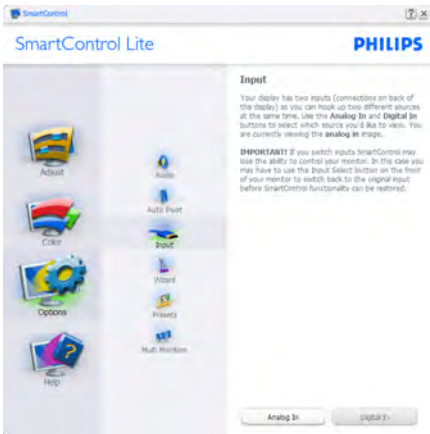 SmartControl
SmartControl Lite
PHILIPS
Adjust
Color
Options
Help
Audio
Auto Pivot
Input
Wizard
Presets
Multi Monitors
Input
Your display has two inputs (connections on back of
the display) so you can hook up two different sources
at the same time. Use the Analog In and Digital In
buttons to select which source you'd like to view. You
are currently viewing the analog in image.
IMPORTANT! If you switch inputs SmartControl may
lose the ability to control your monitor. In this case you
may have to use the Input Select button on the front
of your monitor to switch back to the original input
before SmartControl functionality can be restored.
Analog In
Digital In